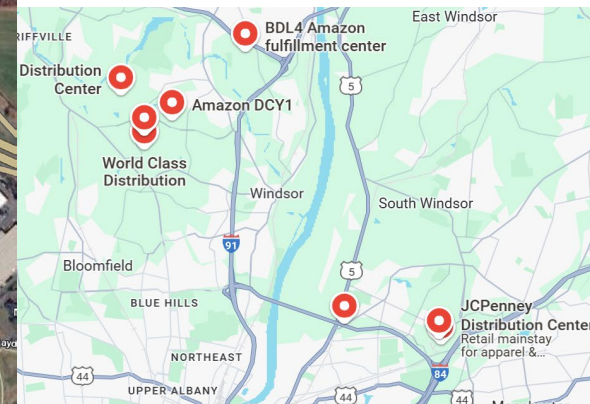 BDL4 Amazon
fulfillment center
East Windsor
RIFFVILLE
5
Distribution
Center
Amazon DCY1
World Class
Distribution
Windsor
South Windsor
91
Bloomfield
5
BLUE HILLS
JCPenney
Distribution Center
Retail mainstay
for apparel &...
NORTHEAST
84
44
UPPER ALBANY
44
44